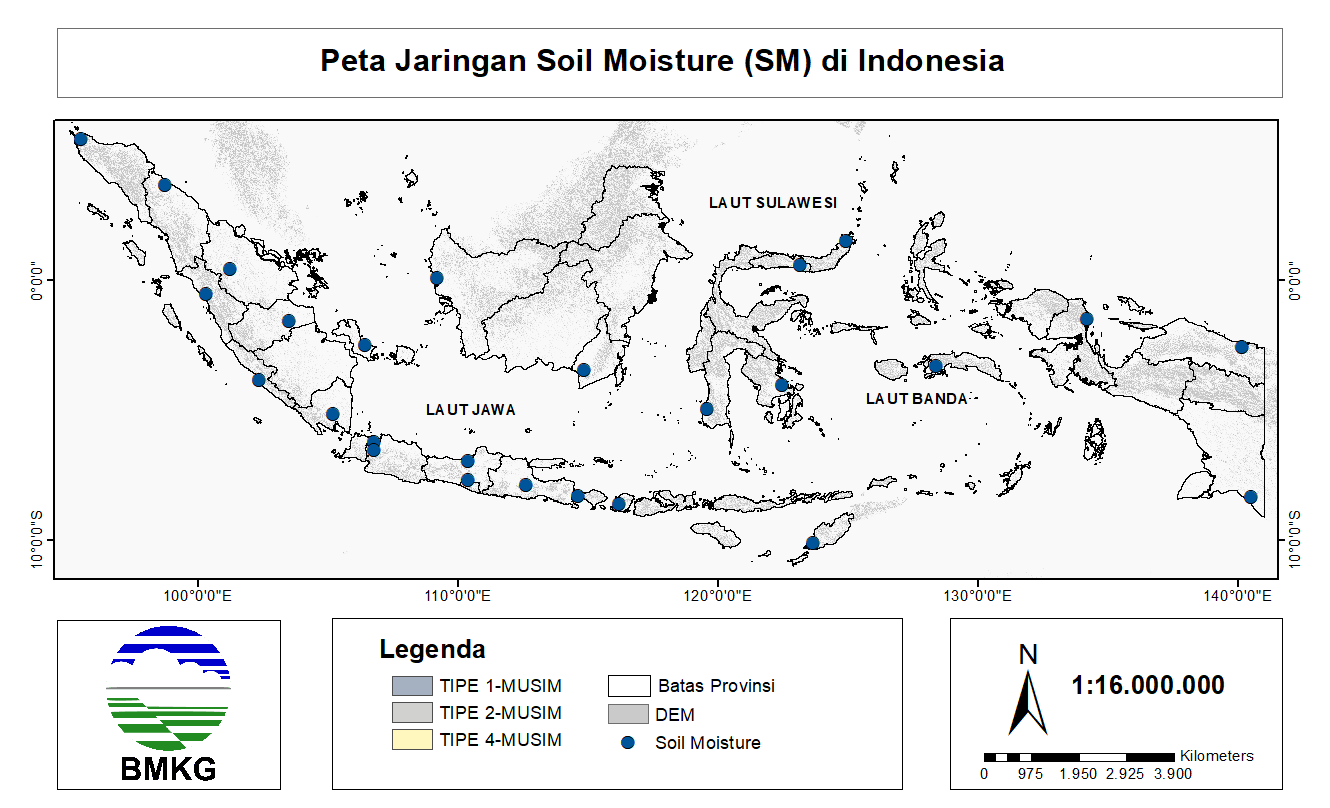 Peta Jaringan Soil Moisture (SM) di Indonesia
LAUT SULAWESI
0°0'0"
0°0'0"
LAUT BANDA
LAUT JAWA
10°0'0"S
10°0'0"S
100°0'0"E
110°0'0"E
120°0'0"E
130°0'0"E
140°0'0"E
BMKG
Legenda
TIPE 1-MUSIM
TIPE 2-MUSIM
TIPE 4-MUSIM
Batas Provinsi
DEM
Soil Moisture
N
1:16.000.000
Kilometers
0 975 1.950 2.925 3.900